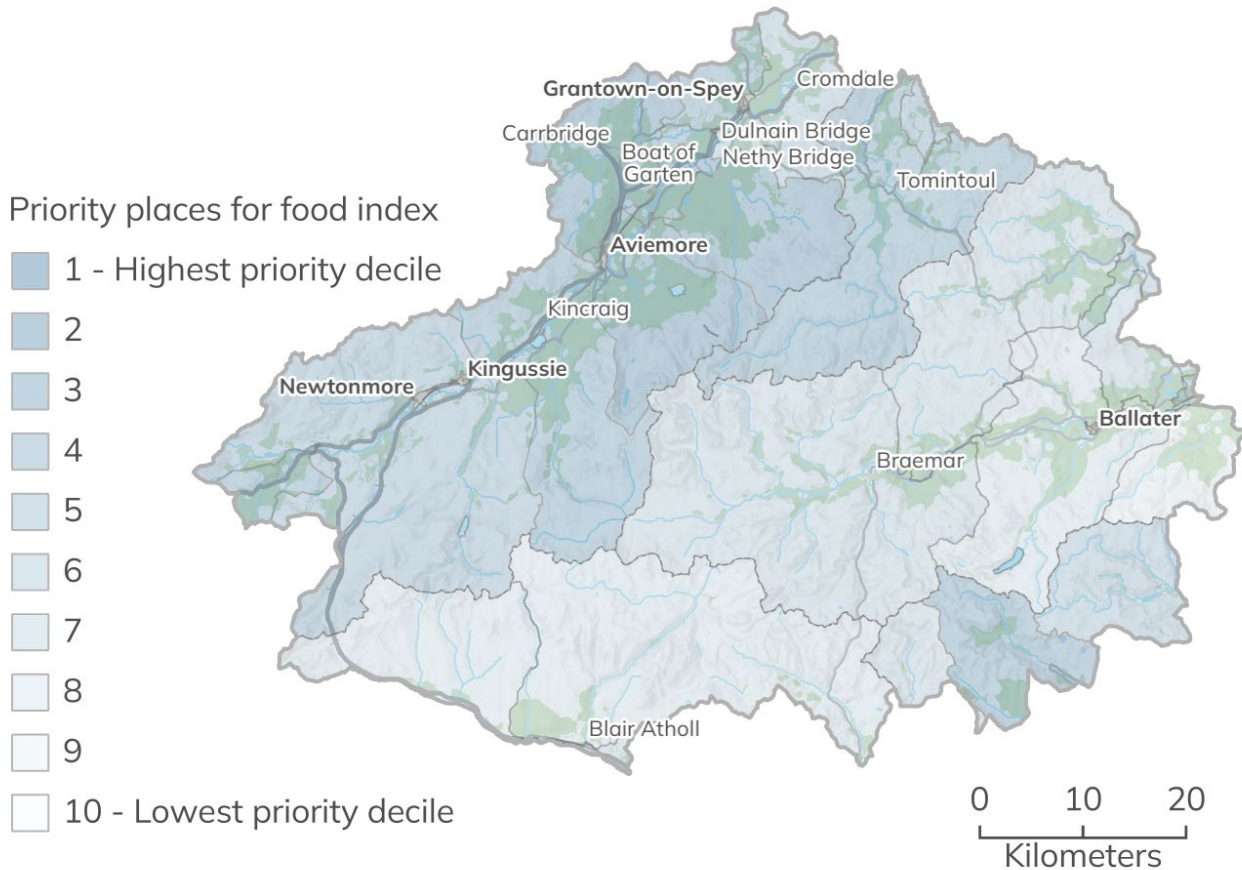 Priority places for food index
1 - Highest priority decile
2
3
4
5
6
7
8
9
10 - Lowest priority decile
Grantown-on-Spey
Cromdale
Carrbridge
Boat of
Garten
Dulnain Bridge
Nethy Bridge
Tomintoul
Aviemore
Kincraig
Kingussie
Newtonmore
Ballater
Braemar
Blair Atholl
0 10 20
Kilometers